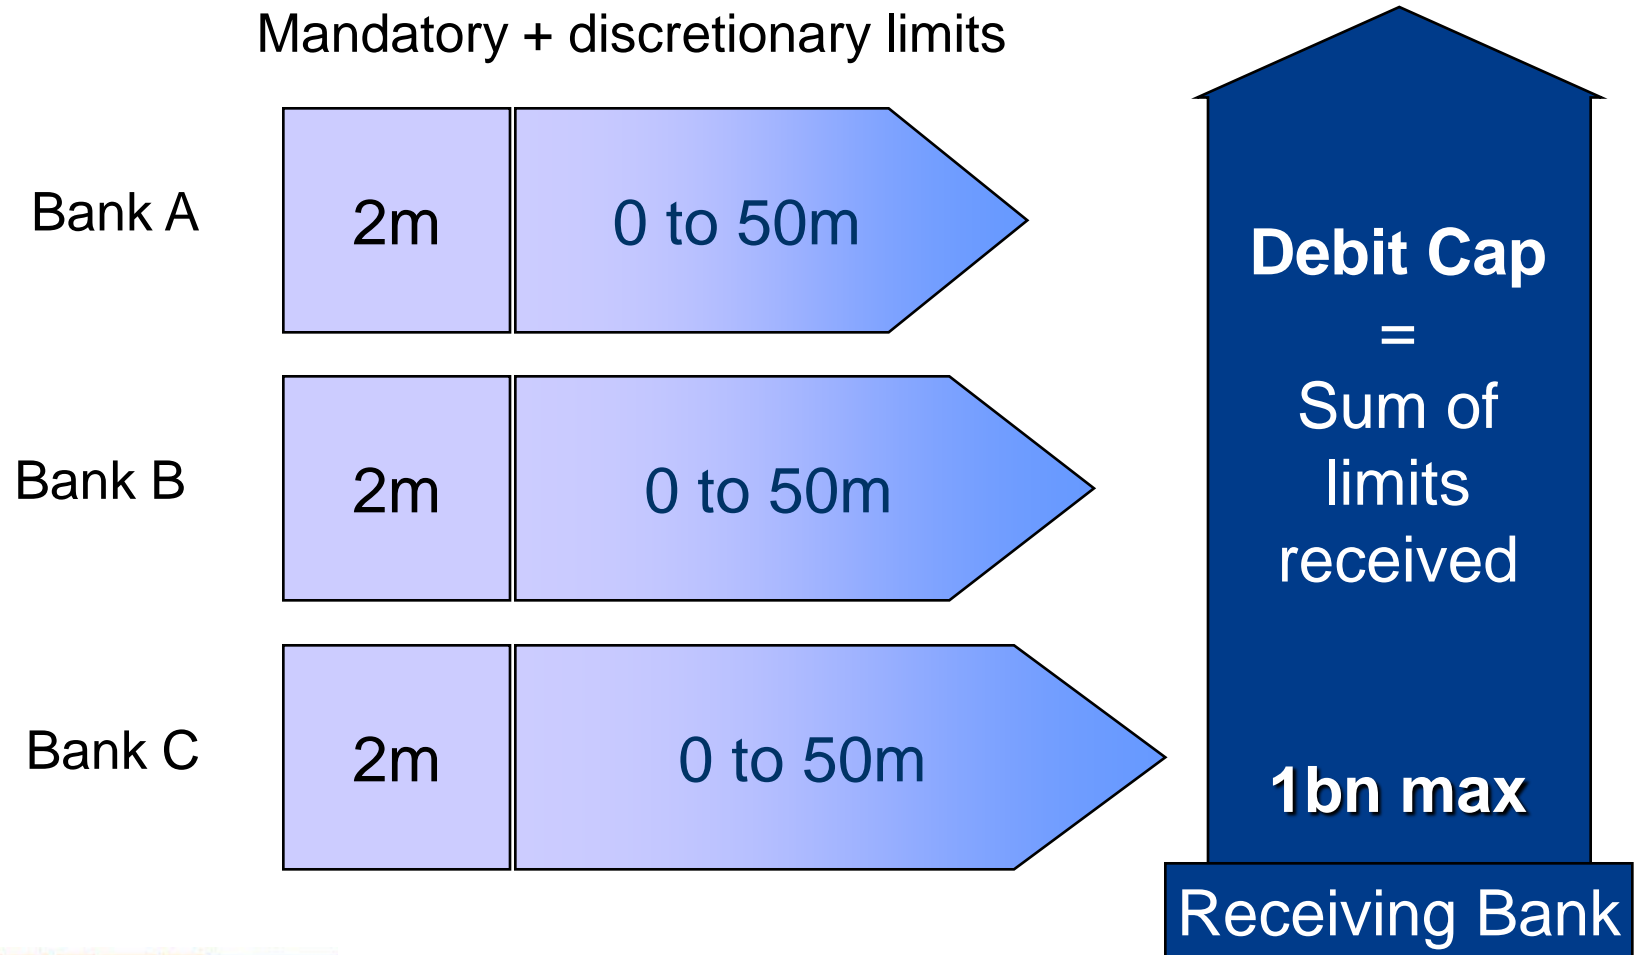 Mandatory + discretionary limits
Bank A
2m
0 to 50m
Bank B
2m
0 to 50m
Bank C
2m
0 to 50m
Debit Cap
=
Sum of
limits
received
1bn max
Receiving Bank